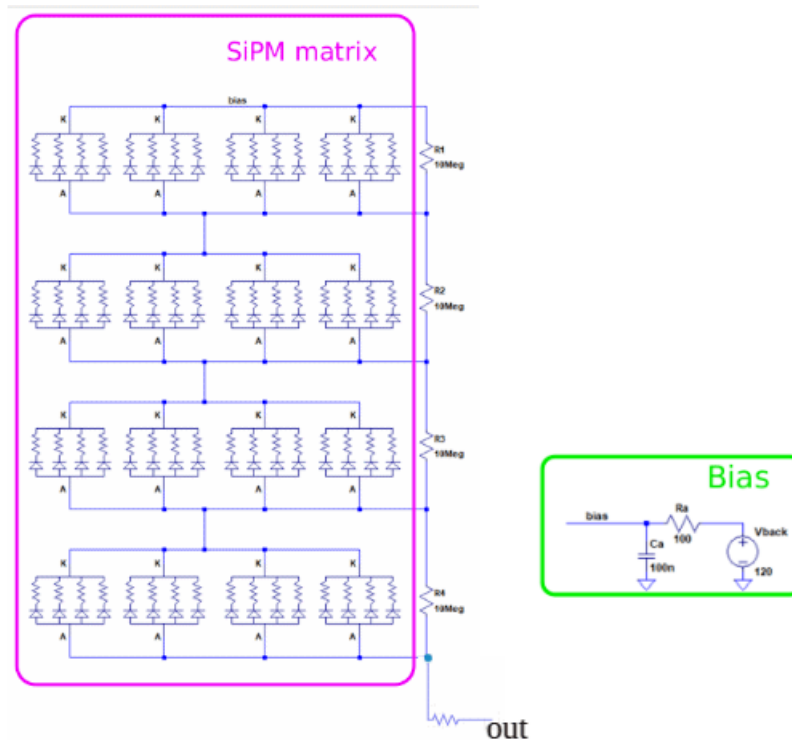 SiPM matrix
bias
K K K K
R1
10Meg
A A A A
K K K K
R2
10Meg
A A A A
K K K K
R3
10Meg
A A A A
K K K K
R4
10Meg
A A A A
out
Bias
bias
Ra
100
Vback
Ca
100n
120